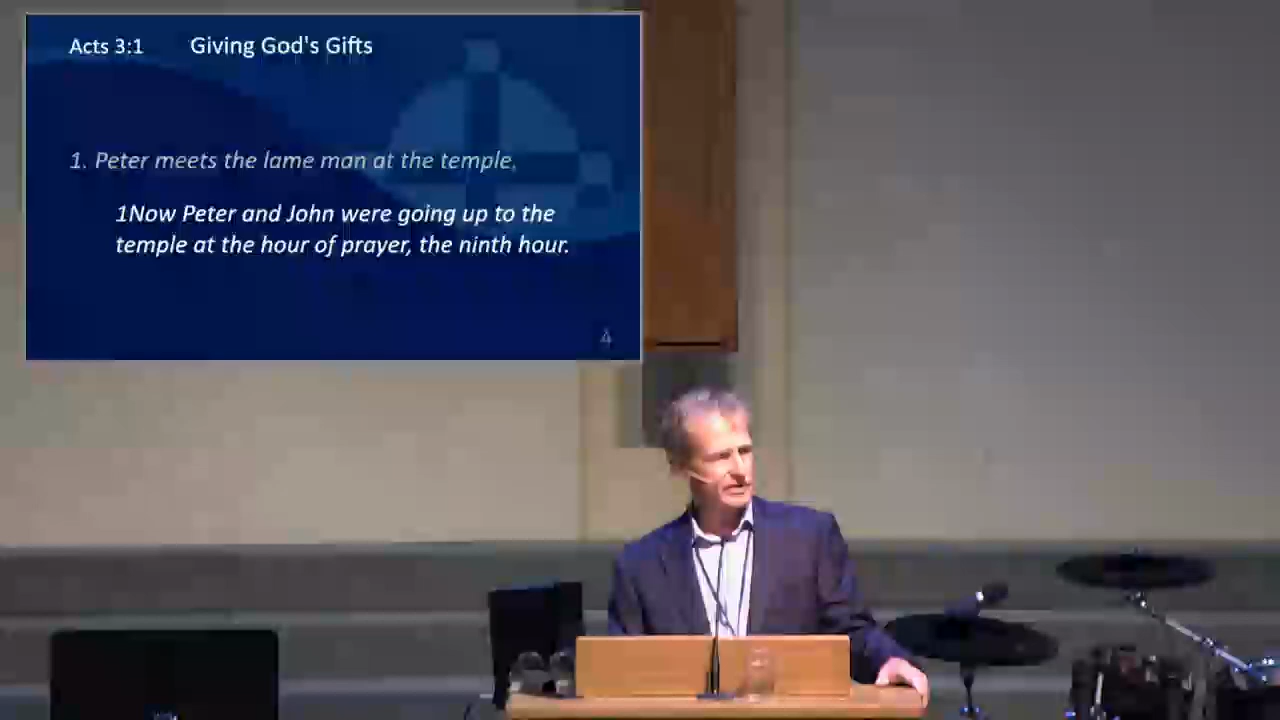 Acts 3:1 Giving God's Gifts
1. Peter meets the lame man at the temple.
1Now Peter and John were going up to the
temple at the hour of prayer, the ninth hour.
4